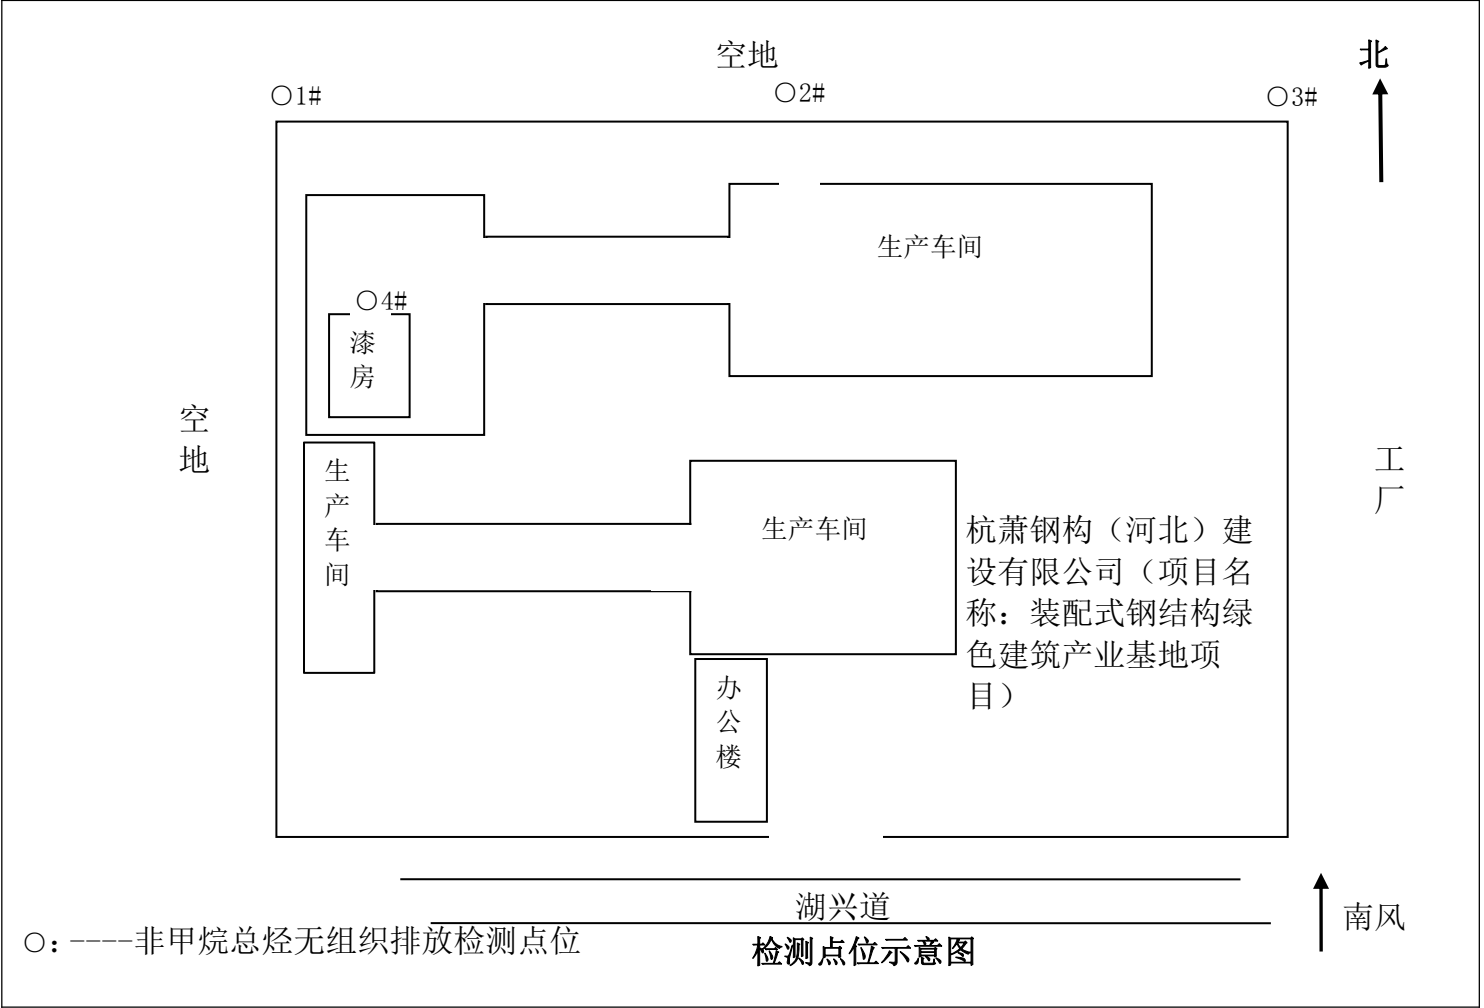 空地
北
○1#
○2#
○3#
生产车间
○4#
漆房
空地
工厂
生产车间
生产车间
杭萧钢构（河北）建
设有限公司（项目名
称：装配式钢结构绿
色建筑产业基地项
目）
办公楼
湖兴道
南风
○：----非甲烷总烃无组织排放检测点位
检测点位示意图